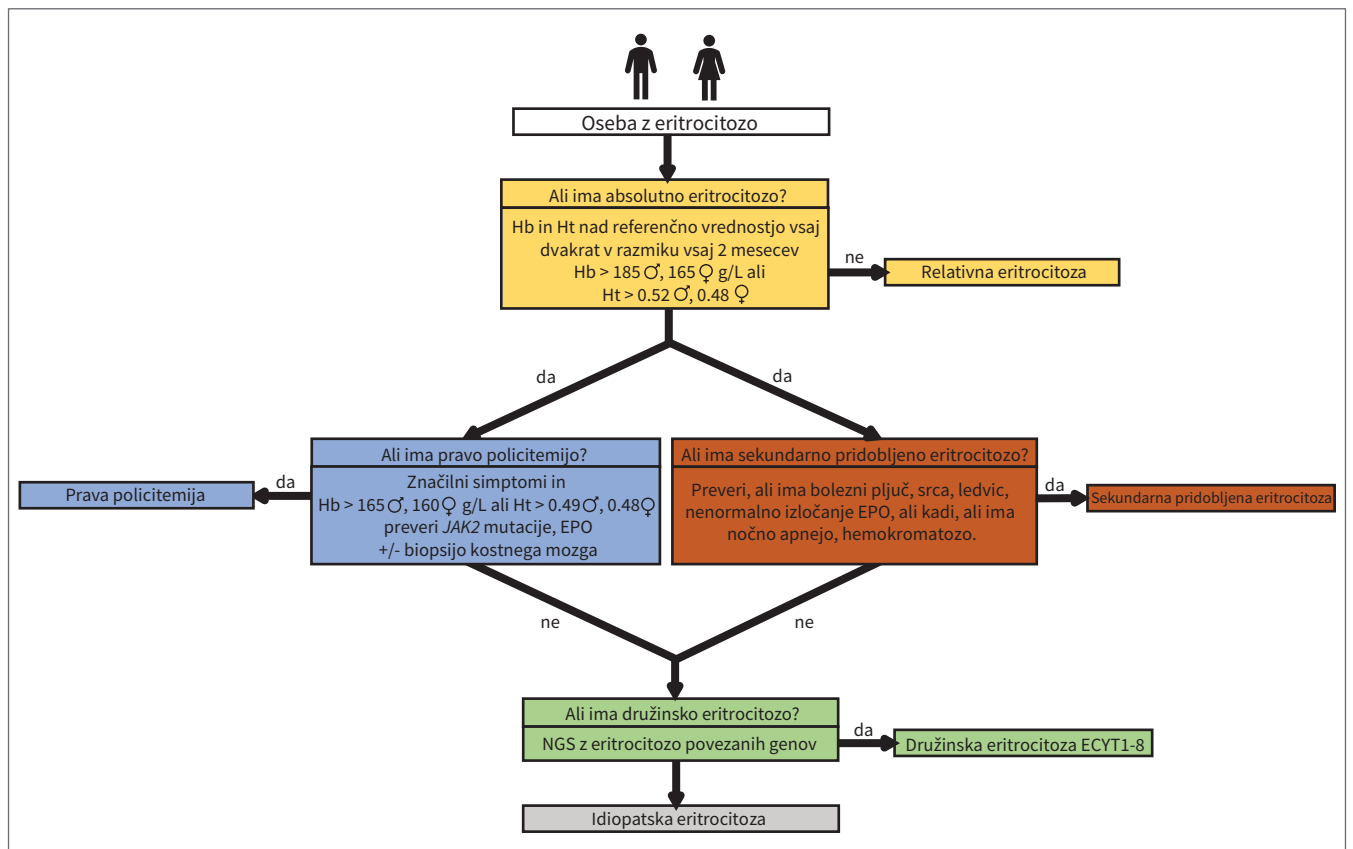 Oseba z eritrocitozo
Ali ima absolutno eritrocitozo?
Hb in Ht nad referenčno vrednostjo vsaj
dvakrat v razmiku vsaj 2 mesecev
Hb > 185 ♂, 165 ♀ g/L ali
Ht > 0.52 ♂, 0.48 ♀
ne
Relativna eritrocitoza
da
da
Ali ima pravo policitemijo?
Značilni simptomi in
Hb > 165 ♂, 160 ♀ g/L ali Ht > 0.49 ♂, 0.48 ♀
preveri JAK2 mutacije, EPO
+/- biopsijo kostnega mozga
da
Prava policitemija
Ali ima sekundarno pridobljeno eritrocitozo?
Preveri, ali ima bolezni pljuč, srca, ledvic,
nenormalno izločanje EPO, ali kadi, ali ima
nočno apnejo, hemokromatozo.
da
Sekundarna pridobljena eritrocitoza
ne
ne
Ali ima družinsko eritrocitozo?
NGS z eritrocitozo povezanih genov
da
Družinska eritrocitoza ECYT1-8
Idiopatska eritrocitoza